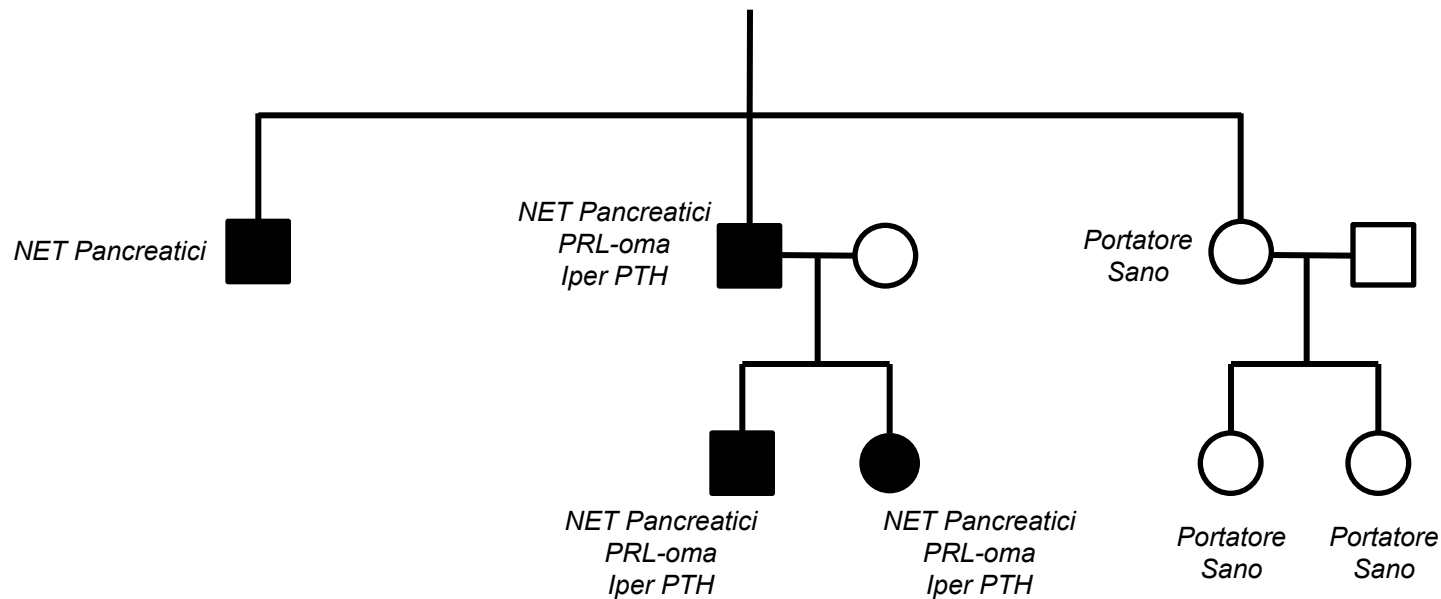 NET Pancreatici
NET Pancreatici
PRL-oma
Iper PTH
Portatore
Sano
NET Pancreatici
PRL-oma
Iper PTH
NET Pancreatici
PRL-oma
Iper PTH
Portatore
Sano
Portatore
Sano